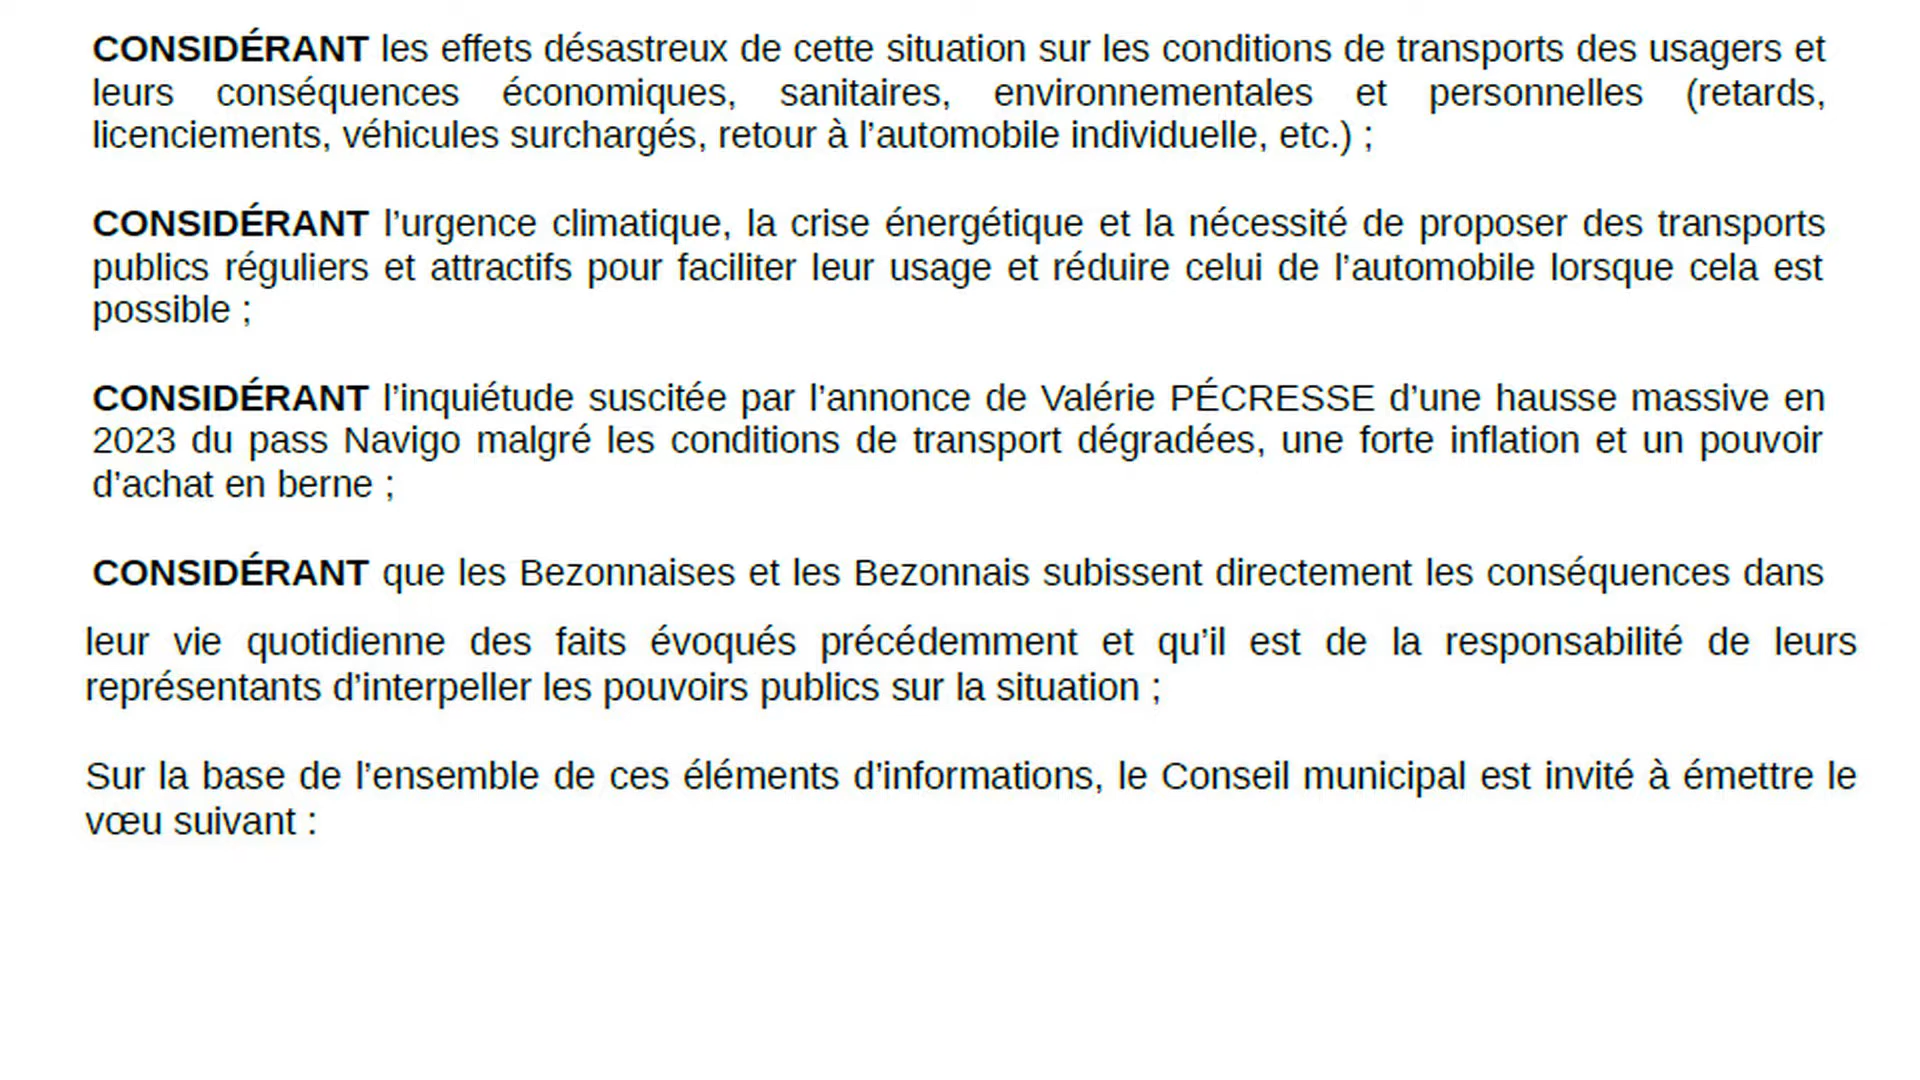 CONSIDÉRANT les effets désastreux de cette situation sur les conditions de transports des usagers et
leurs conséquences économiques, sanitaires, environnementales et personnelles (retards,
licenciements, véhicules surchargés, retour à l’automobile individuelle, etc.) ;
CONSIDÉRANT l’urgence climatique, la crise énergétique et la nécessité de proposer des transports
publics réguliers et attractifs pour faciliter leur usage et réduire celui de l’automobile lorsque cela est
possible ;
CONSIDÉRANT l’inquiétude suscitée par l’annonce de Valérie PÉCRESSE d’une hausse massive en
2023 du pass Navigo malgré les conditions de transport dégradées, une forte inflation et un pouvoir
d’achat en berne ;
CONSIDÉRANT que les Bezonnaises et les Bezonnais subissent directement les conséquences dans
leur vie quotidienne des faits évoqués précédemment et qu’il est de la responsabilité de leurs
représentants d’interpeller les pouvoirs publics sur la situation ;
Sur la base de l’ensemble de ces éléments d’informations, le Conseil municipal est invité à émettre le
vœu suivant :